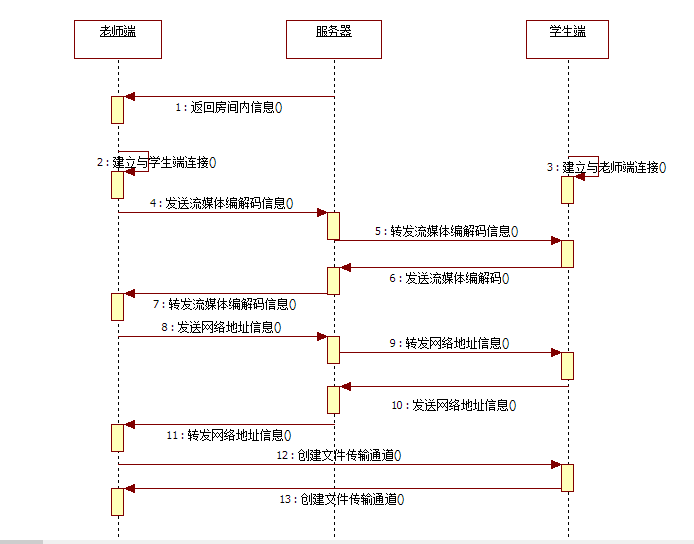 老师端
服务器
学生端
1 : 返回房间内信息()
2 : 建立与学生端连接()
3 : 建立与老师端连接()
4 : 发送流媒体编解码信息()
5 : 转发流媒体编解码信息()
6 : 发送流媒体编解码()
7 : 转发流媒体编解码信息()
8 : 发送网络地址信息()
9 : 转发网络地址信息()
10 : 发送网络地址信息()
11 : 转发网络地址信息()
12 : 创建文件传输通道()
13 : 创建文件传输通道()